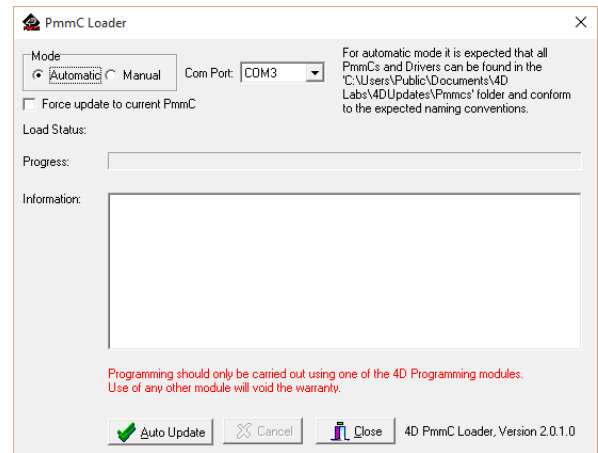 PmmC Loader
Mode
Automatic Manual
Com Port: COM3
For automatic mode it is expected that all
PmmCs and Drivers can be found in the
'C:\Users\Public\Documents\4D
Labs\4DUpdates\Pmmcs' folder and conform
to the expected naming conventions.
Force update to current PmmC
Load Status:
Progress:
Information:
Programming should only be carried out using one of the 4D Programming modules.
Use of any other module will void the warranty.
Auto Update Cancel Close 4D PmmC Loader, Version 2.0.1.0